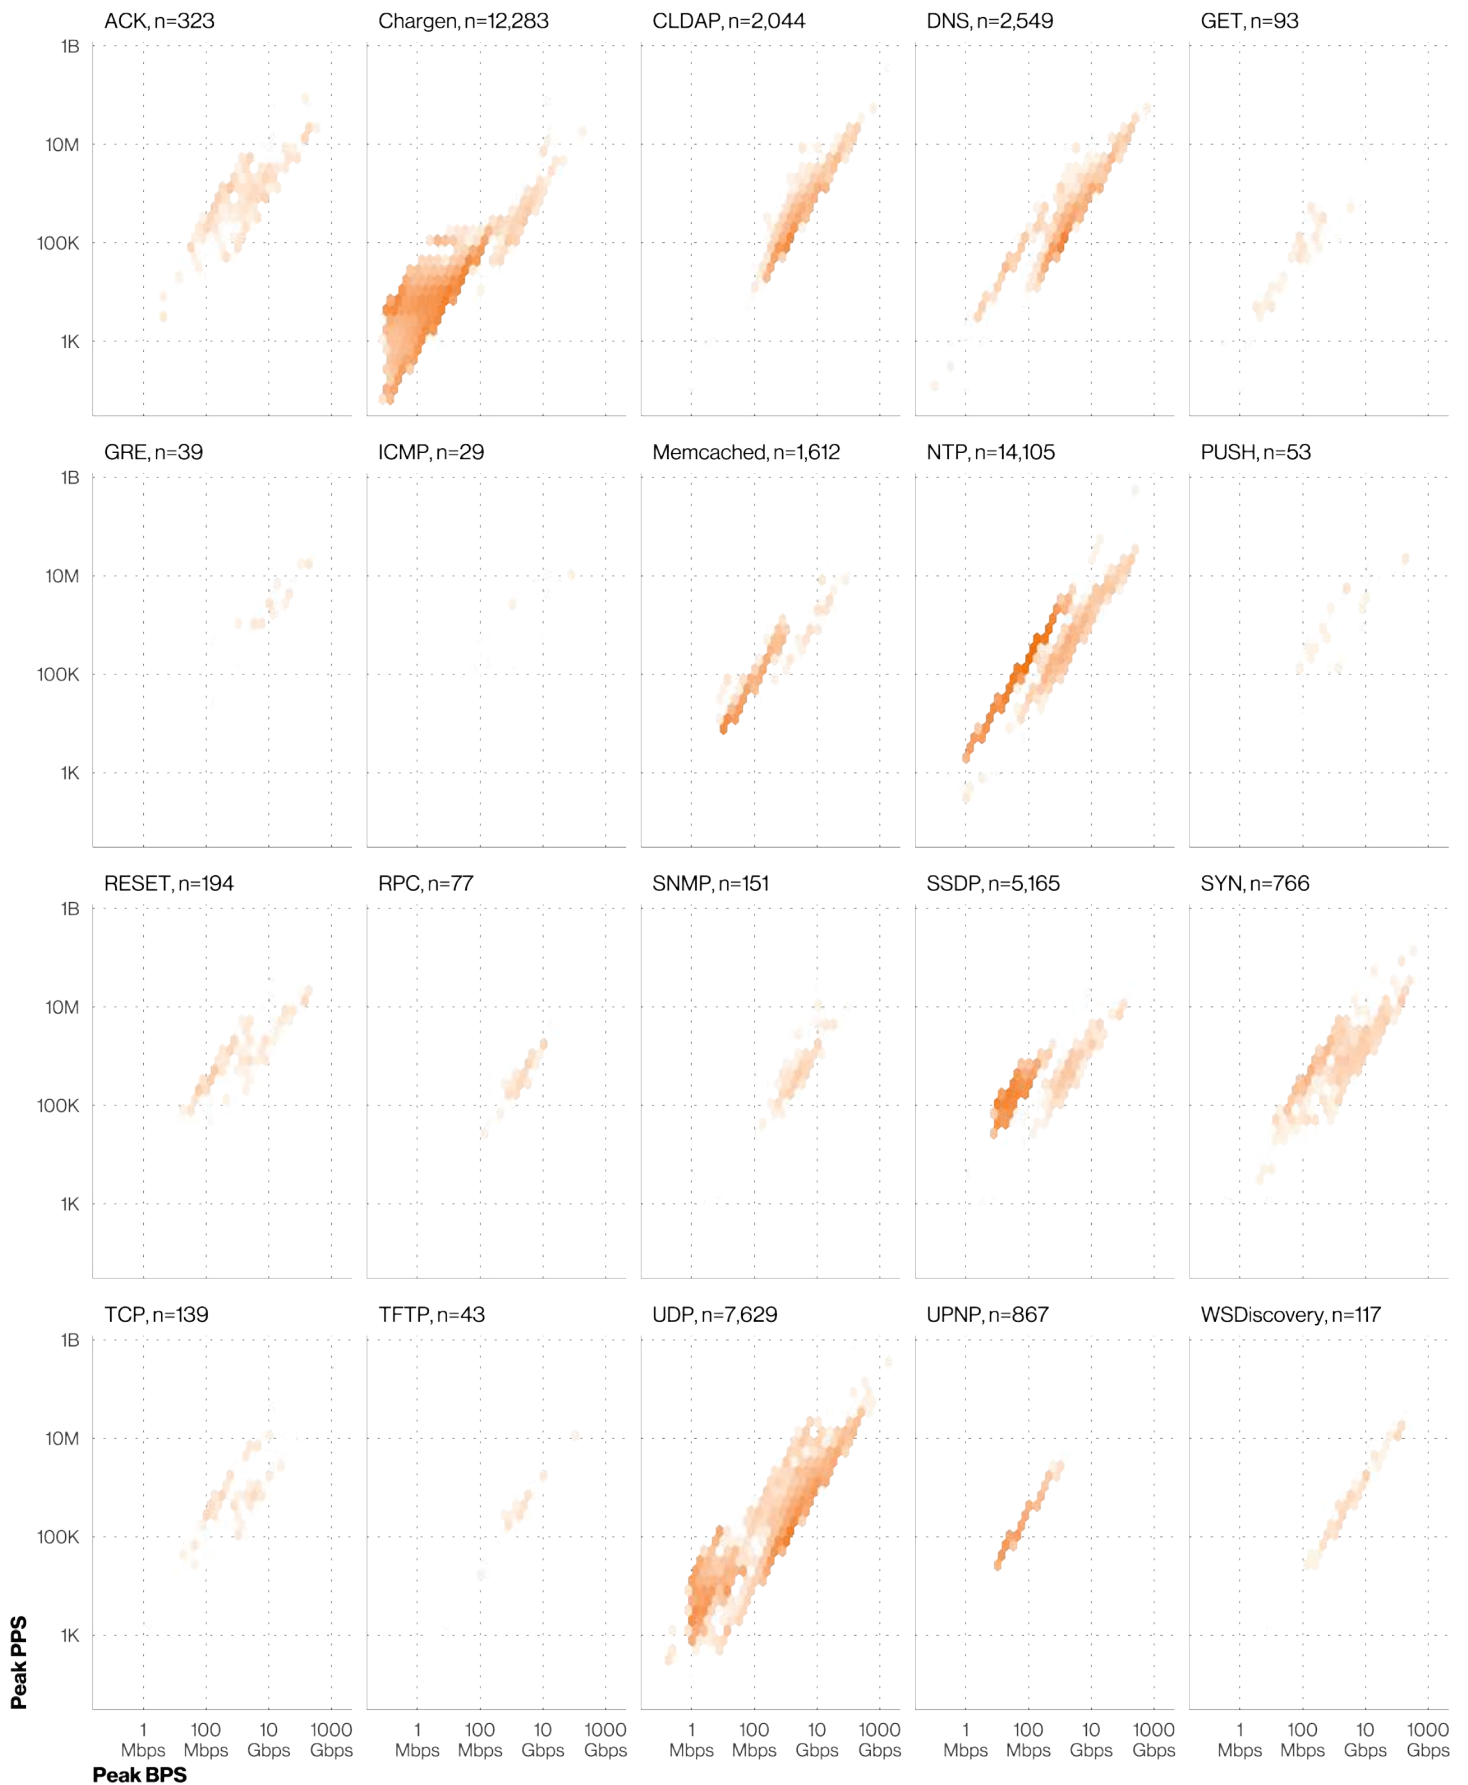 ACK, n=323
Chargen, n=12,283
CLDAP, n=2,044
DNS, n=2,549
GET, n=93
1B
10M
100K
1K
GRE, n=39
ICMP, n=29
Memcached, n=1,612
NTP, n=14,105
PUSH, n=53
1B
10M
100K
1K
RESET, n=194
RPC, n=77
SNMP, n=151
SSDP, n=5,165
SYN, n=766
1B
10M
100K
1K
TCP, n=139
TFTP, n=43
UDP, n=7,629
UPNP, n=867
WSDiscovery, n=117
1B
10M
100K
1K
Peak PPS
1 100 10 1000 1 100 10 1000 1 100 10 1000 1 100 10 1000 1 100 10 1000
Mbps Mbps Gbps Gbps Mbps Mbps Gbps Gbps Mbps Mbps Gbps Gbps Mbps Mbps Gbps Gbps Mbps Mbps Gbps Gbps
Peak BPS